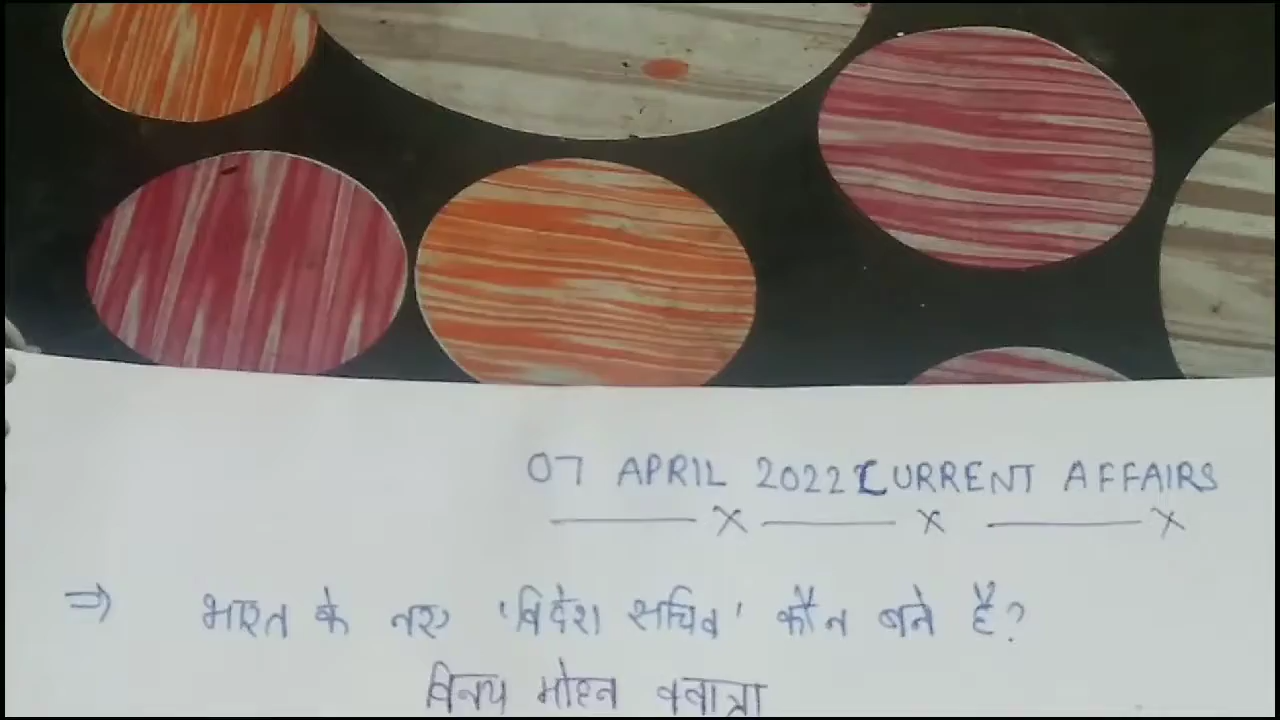 07 APRIL 2022 CURRENT AFFAIRS
—— x —— x —— x
⇒ भारत के नए 'विदेश सचिव' कौन बने है?
विनय मोहन क्वात्रा